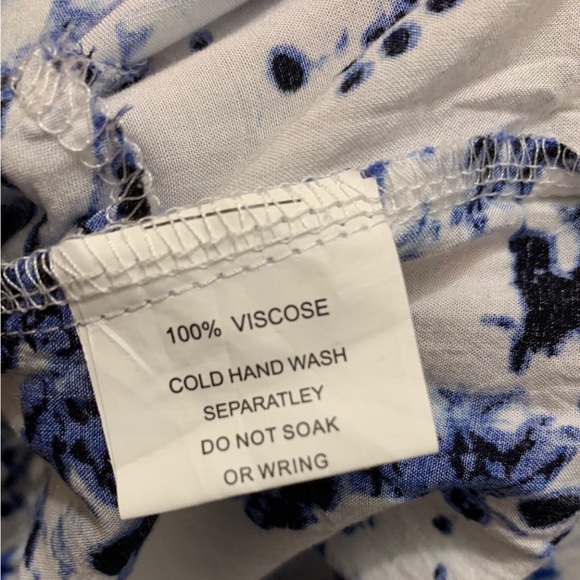 100% VISCOSE
COLD HAND WASH
SEPARATLEY
DO NOT SOAK
OR WRING